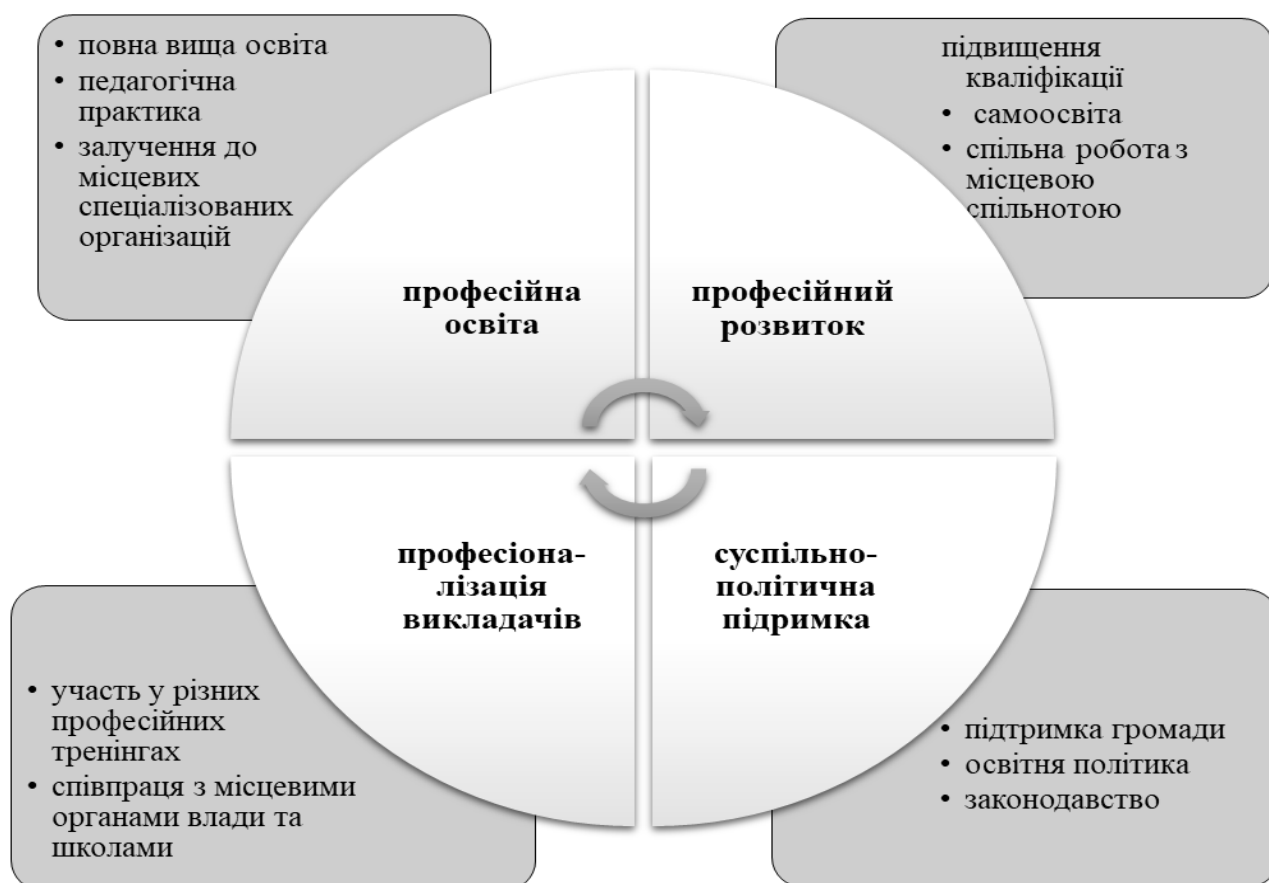 • повна вища освіта
• педагогічна
практика
• залучення до
місцевих
спеціалізованих
організацій
підвищення
кваліфікації
• самоосвіта
• спільна робота з
місцевою
спільнотою
професійна
освіта
професійний
розвиток
професіона-
лізація
викладачів
суспільно-
політична
підримка
• участь у різних
професійних
тренінгах
• співпраця з місцевими
органами влади та
школами
• підтримка громади
• освітня політика
• законодавство